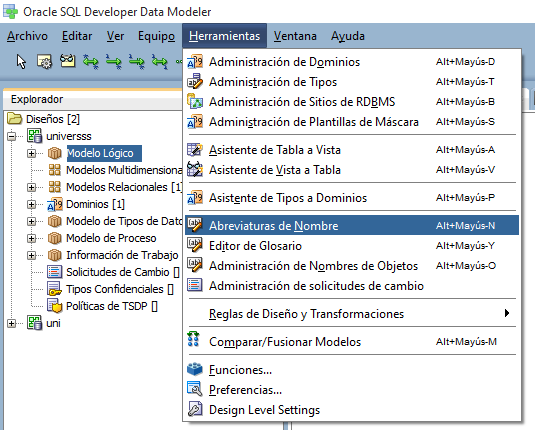 Oracle SQL Developer Data Modeler
Archivo Editar Ver Equipo Herramientas Ventana Ayuda
Explorador
Diseños [2]
universss
Modelo Lógico
Modelos Multidimensiona
Modelos Relacionales [1]
Dominios [1]
Modelo de Tipos de Dato
Modelo de Proceso
Información de Trabajo
Solicitudes de Cambio []
Tipos Confidenciales []
Políticas de TSDP []
uni
Administración de Dominios Alt+Mayús-D
Administración de Tipos Alt+Mayús-T
Administración de Sitios de RDBMS Alt+Mayús-B
Administración de Plantillas de Máscara Alt+Mayús-S
Asistente de Tabla a Vista Alt+Mayús-A
Asistente de Vista a Tabla Alt+Mayús-V
Asistente de Tipos a Dominios Alt+Mayús-P
Abreviaturas de Nombre Alt+Mayús-N
Editor de Glosario Alt+Mayús-Y
Administración de Nombres de Objetos Alt+Mayús-O
Administración de solicitudes de cambio
Reglas de Diseño y Transformaciones
Comparar/Fusionar Modelos Alt+Mayús-M
Funciones...
Preferencias...
Design Level Settings